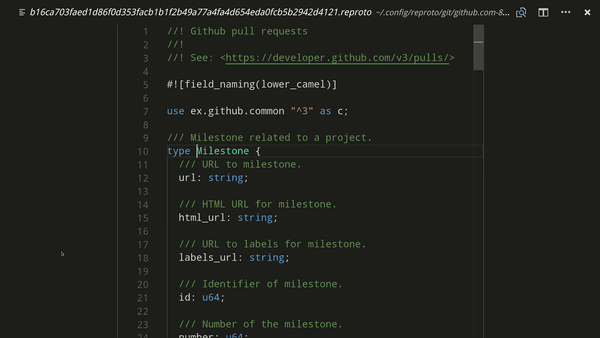 b16ca703faed1d86f0d353facb1b1f2b49a77a4fa4d654eda0fcb5b2942d4121.reproto ~/.config/reproto/git/github.com-8...
1 //! Github pull requests
2 //!
3 //! See: <https://developer.github.com/v3/pulls/>
4
5 #![field_naming(lower_camel)]
6
7 use ex.github.common "^3" as c;
8
9 /// Milestone related to a project.
10 type Milestone {
11 /// URL to milestone.
12 url: string;
13
14 /// HTML URL for milestone.
15 html_url: string;
16
17 /// URL to labels for milestone.
18 labels_url: string;
19
20 /// Identifier of milestone.
21 id: u64;
22
23 /// Number of the milestone.
24 number: u64;